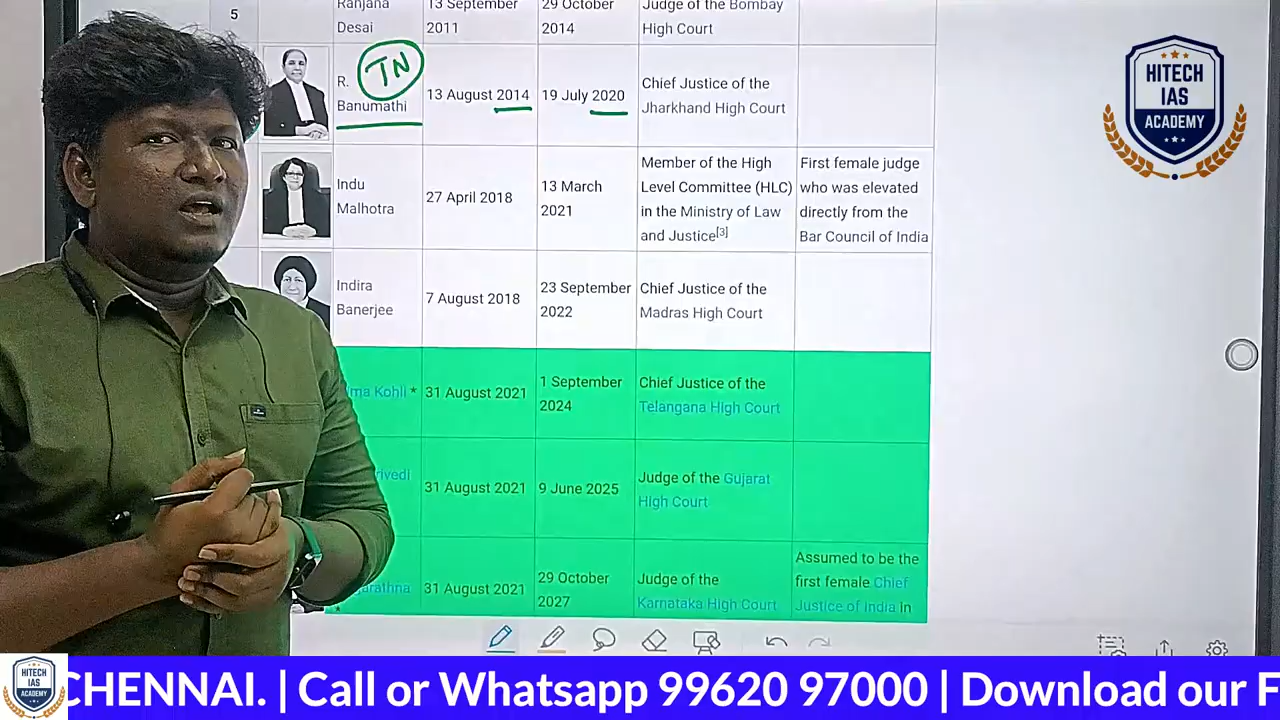 5
Ranjana
Desai
13 September
2011
29 October
2014
Judge of the Bombay
High Court
TN
R.
Banumathi
13 August 2014
19 July 2020
Chief Justice of the
Jharkhand High Court
Indu
Malhotra
27 April 2018
13 March
2021
Member of the High
Level Committee (HLC)
in the Ministry of Law
and Justice[3]
First female judge
who was elevated
directly from the
Bar Council of India
Indira
Banerjee
7 August 2018
23 September
2022
Chief Justice of the
Madras High Court
ma Kohli *
31 August 2021
1 September
2024
Chief Justice of the
Telangana High Court
rivedi
31 August 2021
9 June 2025
Judge of the Gujarat
High Court
garathna
*
31 August 2021
29 October
2027
Judge of the
Karnataka High Court
Assumed to be the
first female Chief
Justice of India in
HITECH
IAS
ACADEMY
HITECH
IAS
ACADEMY
CHENNAI. | Call or Whatsapp 99620 97000 | Download our F